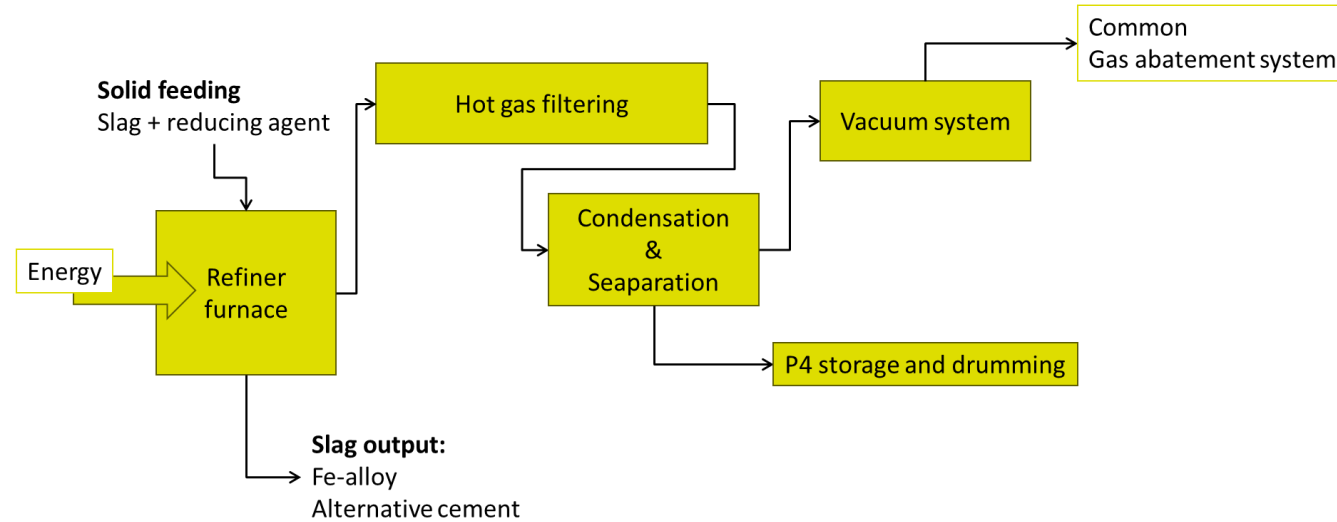 Common
Gas abatement system
Solid feeding
Slag + reducing agent
Hot gas filtering
Vacuum system
Condensation
&
Seaparation
Energy
Refiner
furnace
P4 storage and drumming
Slag output:
Fe-alloy
Alternative cement